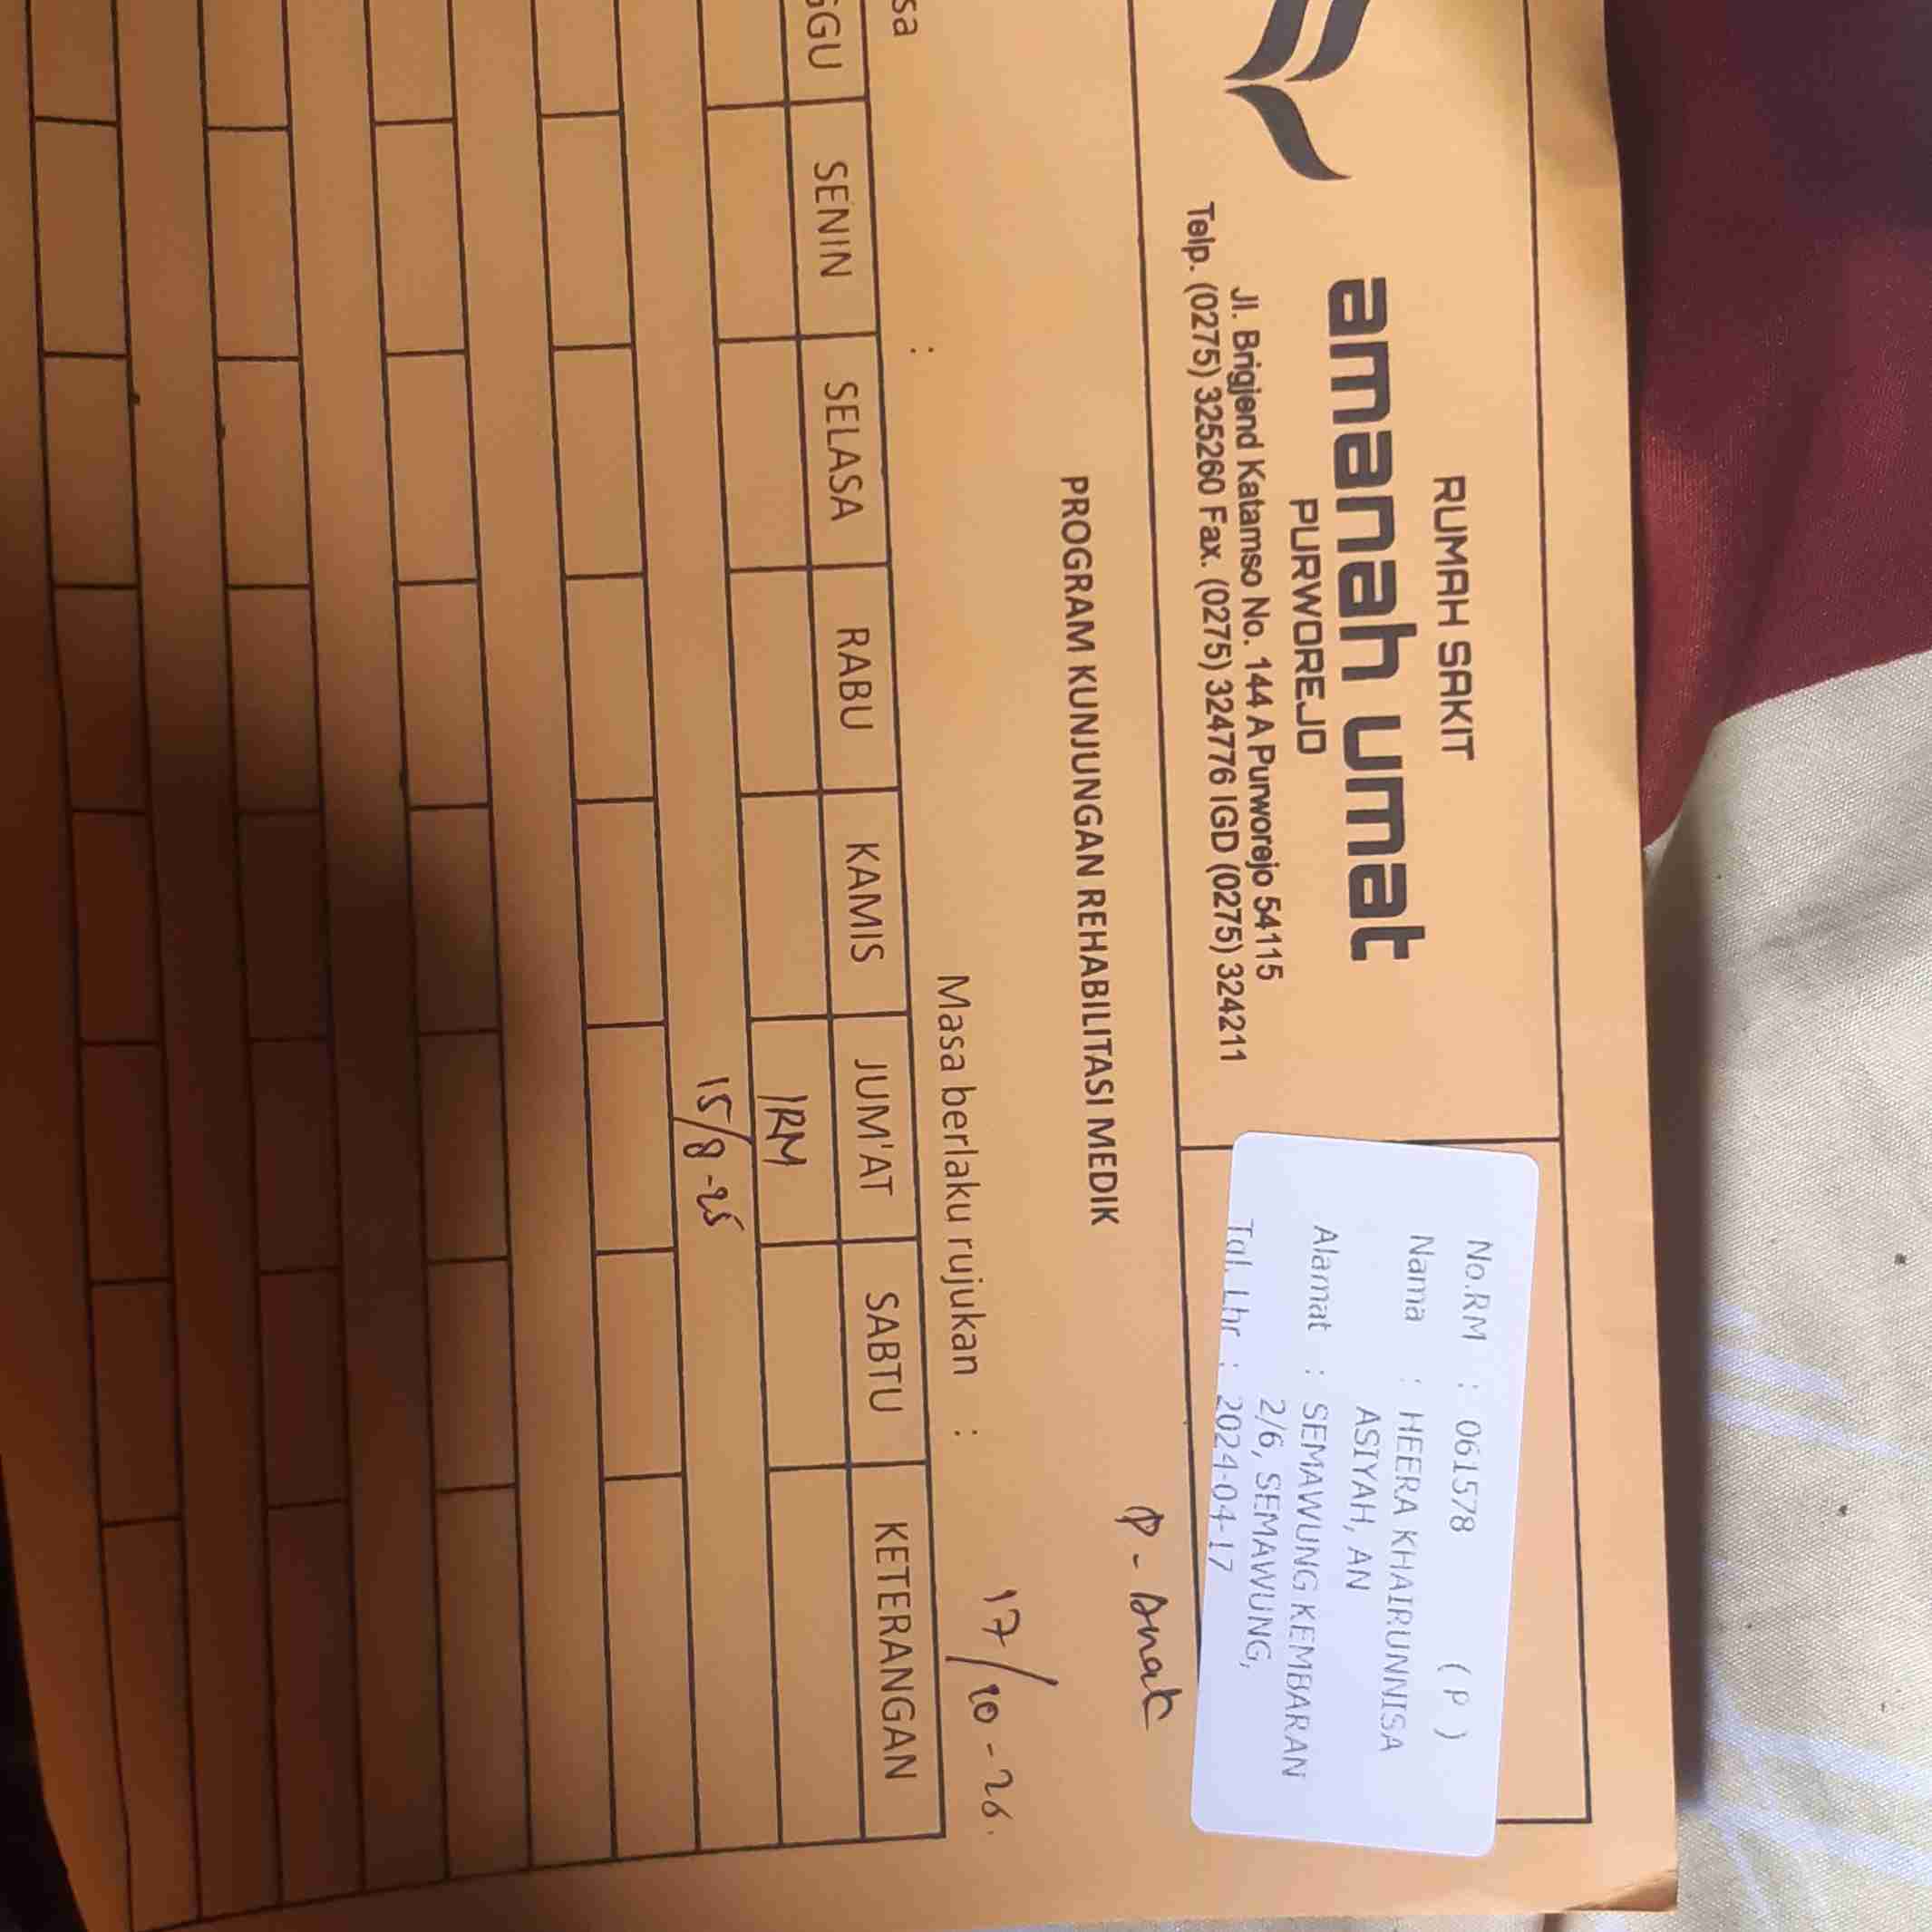 RUMAH SAKIT
amanah umat
PURWOREJO
Jl. Brigjend Katamso No. 144 A Purworejo 54115
Telp. (0275) 325260 Fax. (0275) 324776 IGD (0275) 324211
No.RM : 061578 ( P )
Nama : HEERA KHAIRUNNISA
ASIYAH, AN
Alamat : SEMAWUNG KEMBARAN
2/6, SEMAWUNG,
Tgl. Lhr : 2024-04-17
P - Anak
PROGRAM KUNJUNGAN REHABILITASI MEDIK
sa : Masa berlaku rujukan : 17/10-26.
GGU SENIN SELASA RABU KAMIS JUM'AT SABTU KETERANGAN
IRM
15/8-25